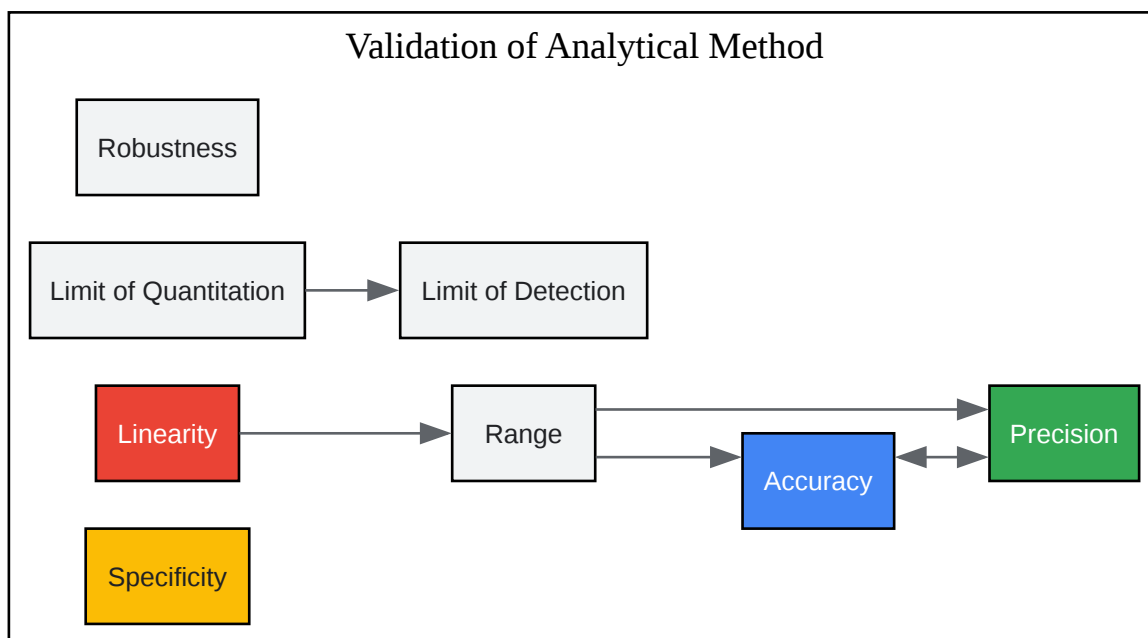 Validation of Analytical Method
Robustness
Limit of Quantitation
Limit of Detection
Linearity
Range
Precision
Accuracy
Specificity